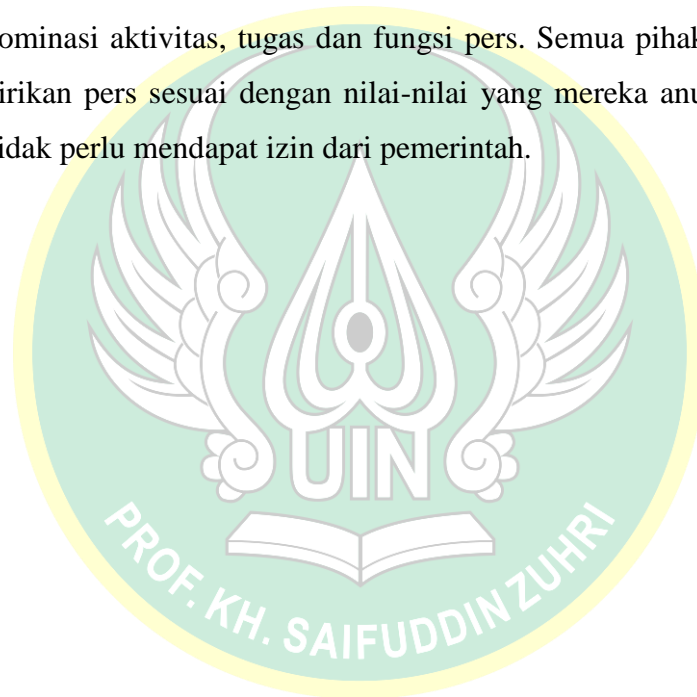 ominasi aktivitas, tugas dan fungsi pers. Semua pihak
irikan pers sesuai dengan nilai-nilai yang mereka anu
idak perlu mendapat izin dari pemerintah.
UIN
PROF. KH. SAIFUDDIN ZUHRI